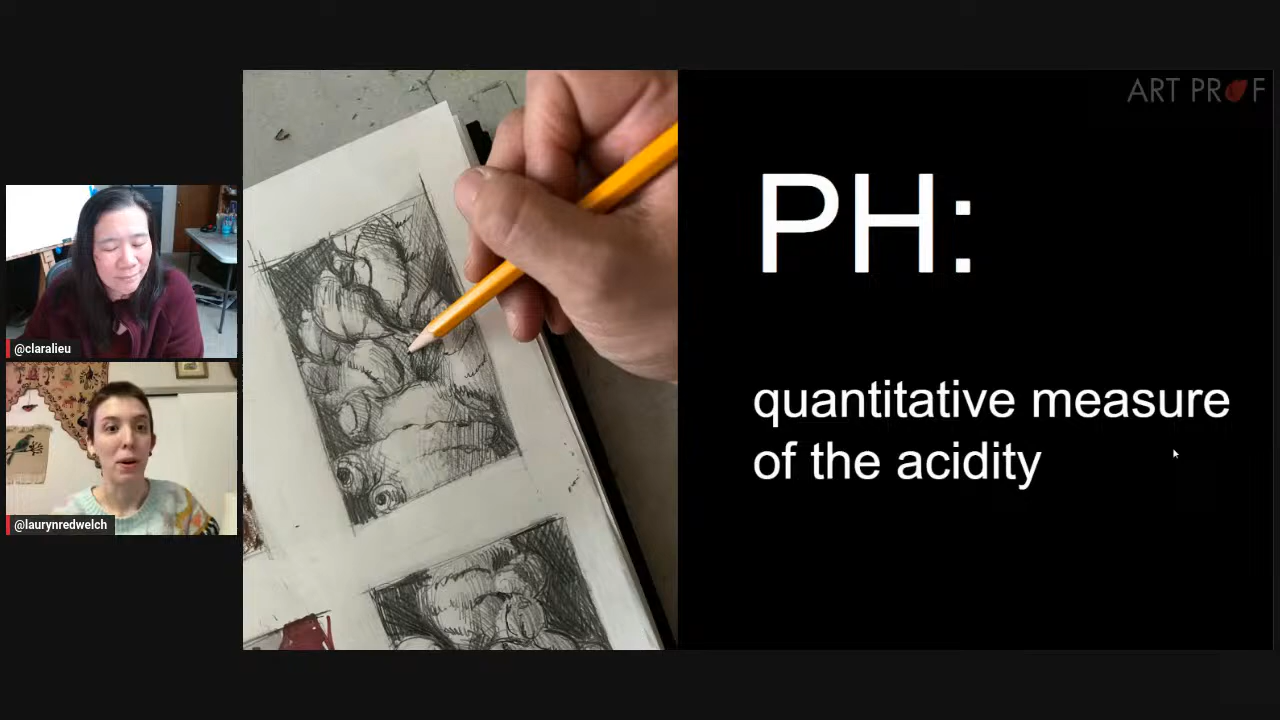 ART PROF
PH:
quantitative measure
of the acidity
@claralieu
@laurynredwelch